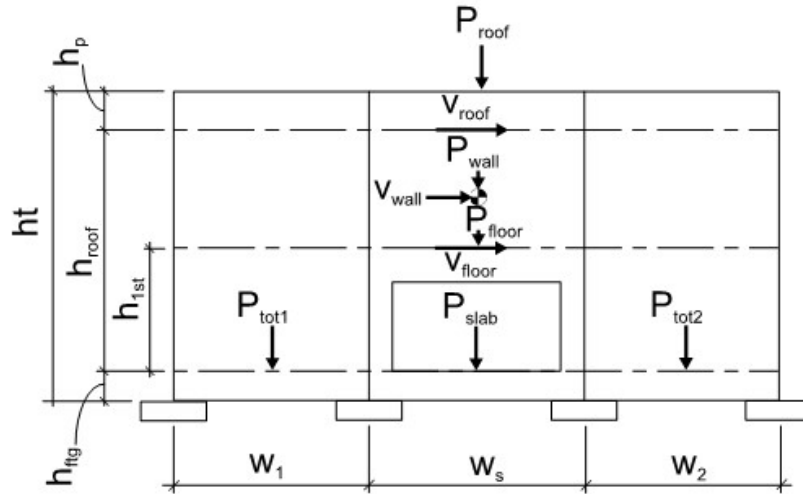 P_roof
h_p
v_roof
P_wall
v_wall
P_floor
v_floor
ht
h_roof
h_1st
P_tot1
P_slab
P_tot2
h_ftg
w_1
w_s
w_2